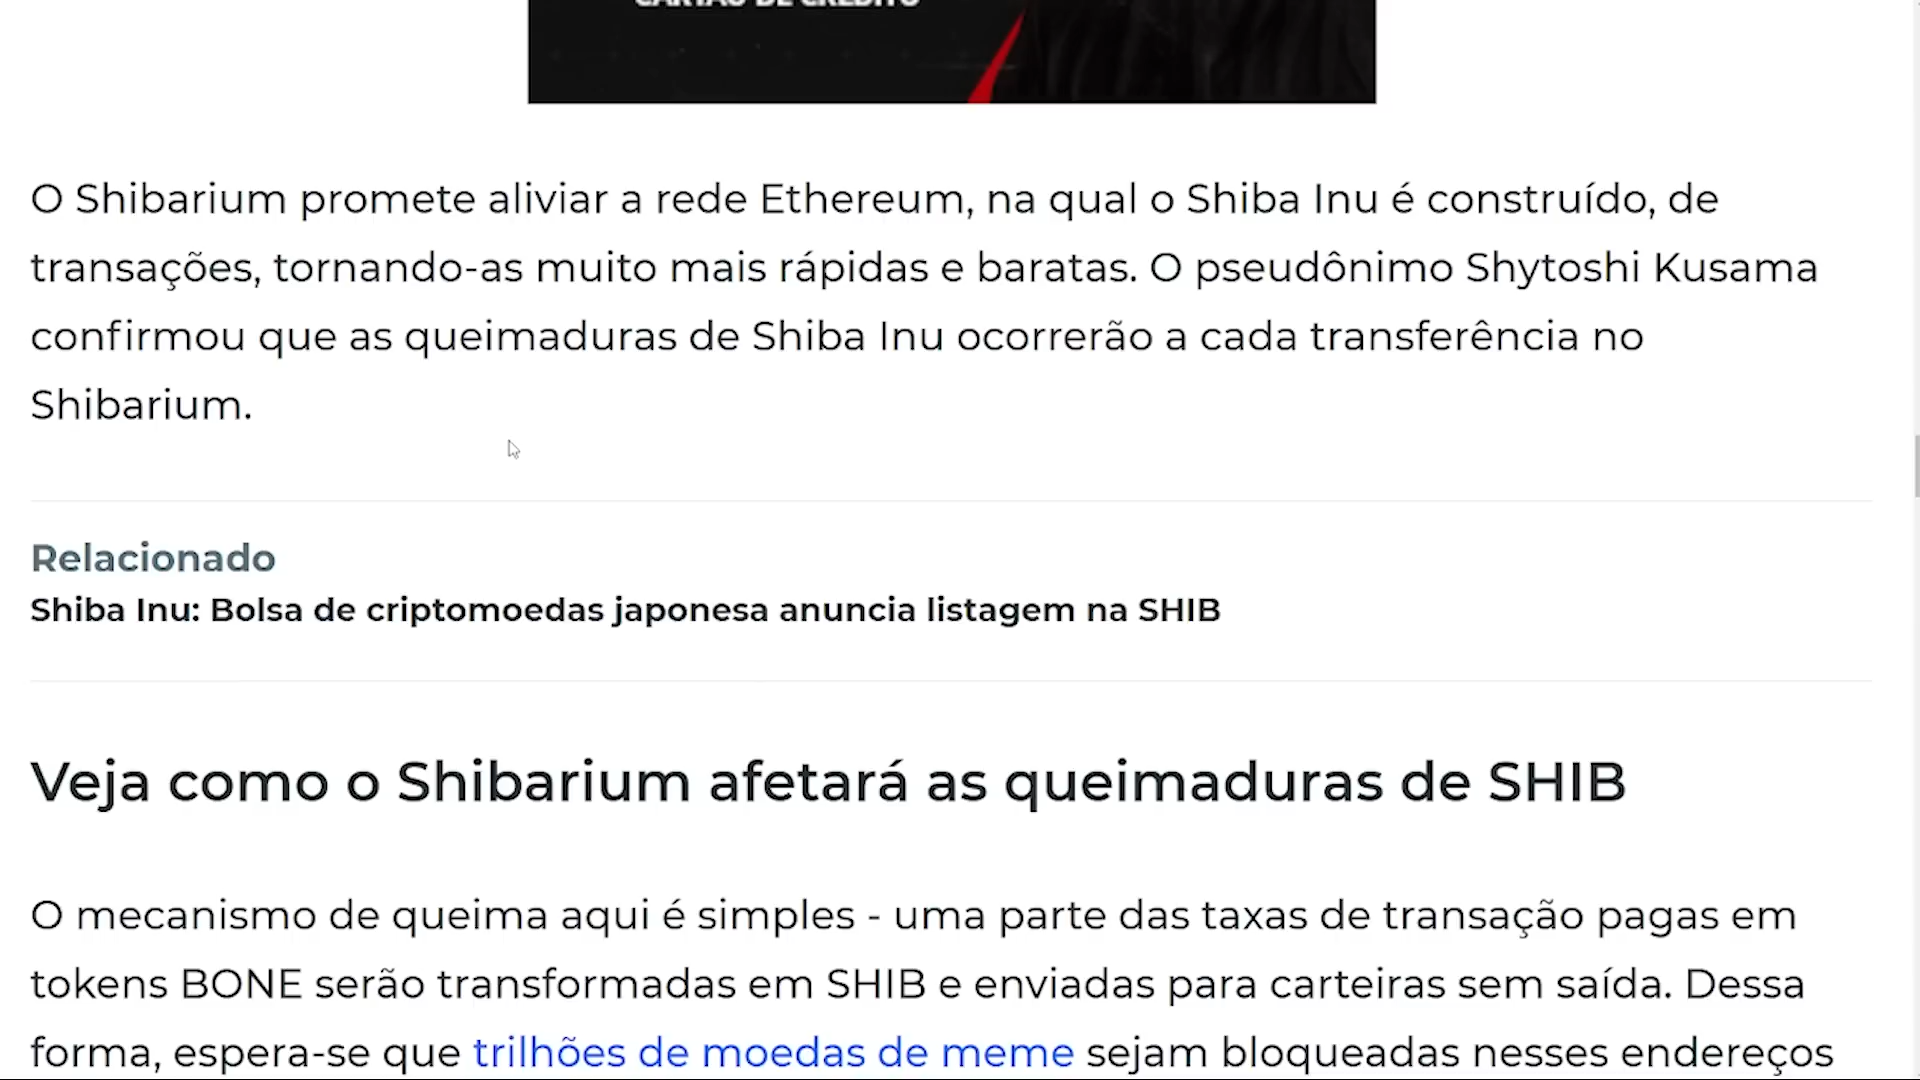 CARTÃO DE CRÉDITO
O Shibarium promete aliviar a rede Ethereum, na qual o Shiba Inu é construído, de
transações, tornando-as muito mais rápidas e baratas. O pseudônimo Shytoshi Kusama
confirmou que as queimaduras de Shiba Inu ocorrerão a cada transferência no
Shibarium.
Relacionado
Shiba Inu: Bolsa de criptomoedas japonesa anuncia listagem na SHIB
Veja como o Shibarium afetará as queimaduras de SHIB
O mecanismo de queima aqui é simples - uma parte das taxas de transação pagas em
tokens BONE serão transformadas em SHIB e enviadas para carteiras sem saída. Dessa
forma, espera-se que trilhões de moedas de meme sejam bloqueadas nesses endereços